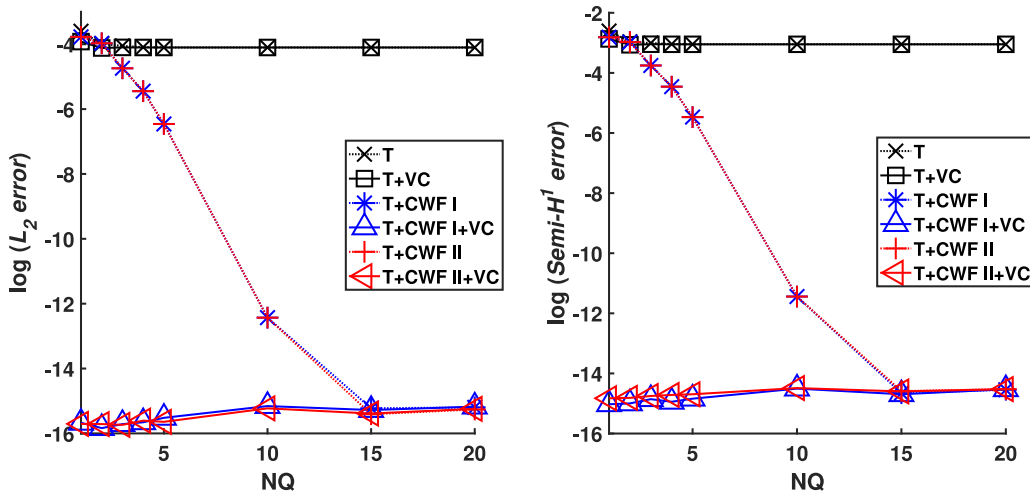 log (L2 error)
-4
-6
-8
-10
-12
-14
-16
5
10
15
20
NQ
T
T+VC
T+CWF I
T+CWF I+VC
T+CWF II
T+CWF II+VC
log (Semi-H1 error)
-2
-4
-6
-8
-10
-12
-14
-16
5
10
15
20
NQ
T
T+VC
T+CWF I
T+CWF I+VC
T+CWF II
T+CWF II+VC